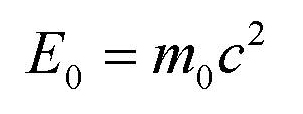 E₀ = m₀c²